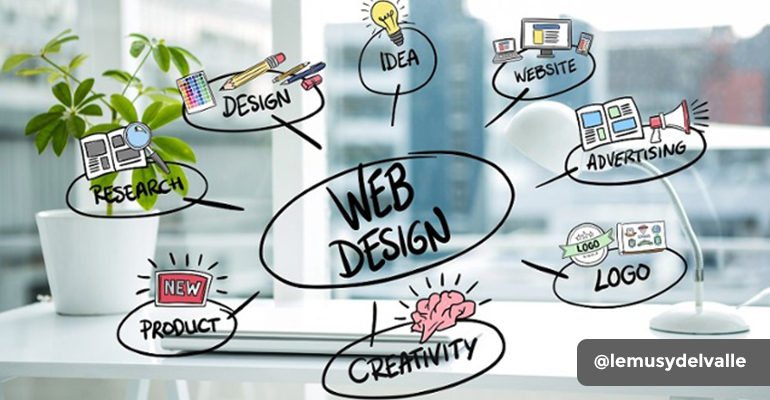 IDEA
WEBSITE
DESIGN
ADVERTISING
RESEARCH
WEB
DESIGN
LOGO
LOGO
NEW
PRODUCT
CREATIVITY
@lemusydelvalle